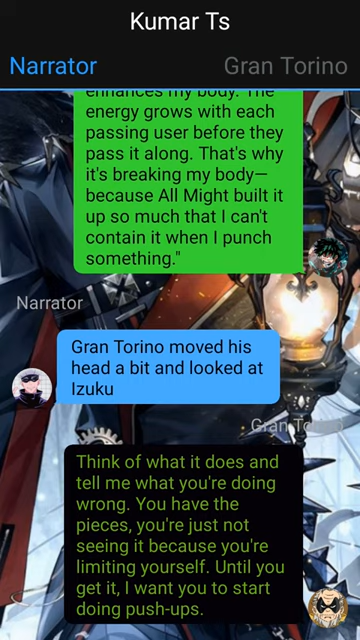 Kumar Ts
Narrator
Gran Torino
enhances my body. The
energy grows with each
passing user before they
pass it along. That's why
it's breaking my body—
because All Might built it
up so much that I can't
contain it when I punch
something."
Narrator
Gran Torino moved his
head a bit and looked at
Izuku
Gran Torino
Think of what it does and
tell me what you're doing
wrong. You have the
pieces, you're just not
seeing it because you're
limiting yourself. Until you
get it, I want you to start
doing push-ups.